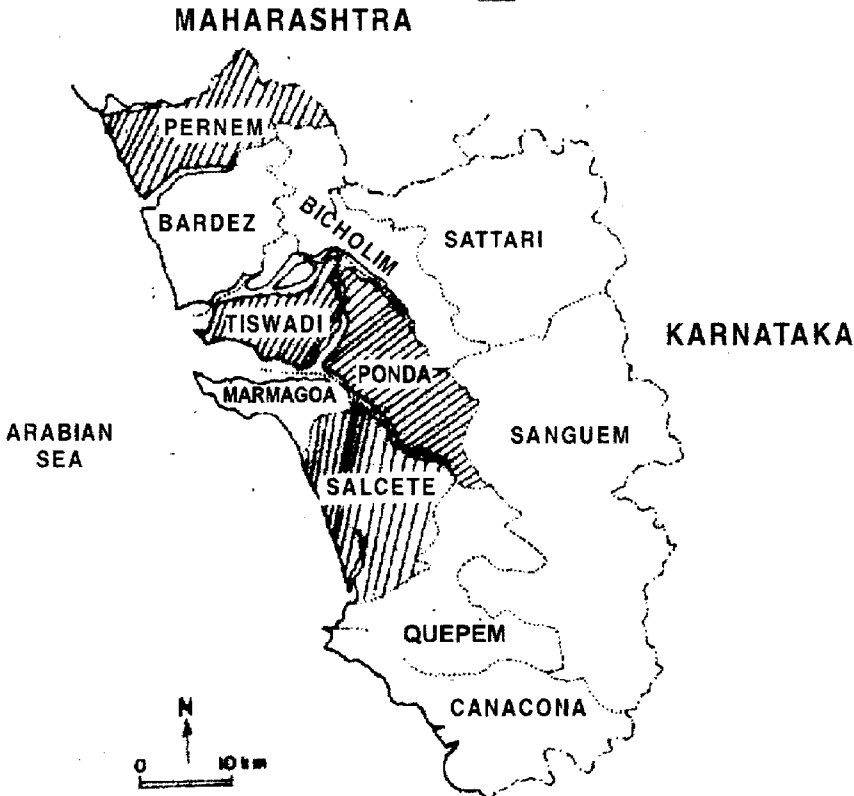 MAHARASHTRA
PERNEM
BARDEZ
BICHOLIM
SATTARI
TISWADI
KARNATAKA
PONDA
MARMAGOA
ARABIAN
SEA
SANGUEM
SALCETE
QUEPEM
CANACONA
N
0 10 km